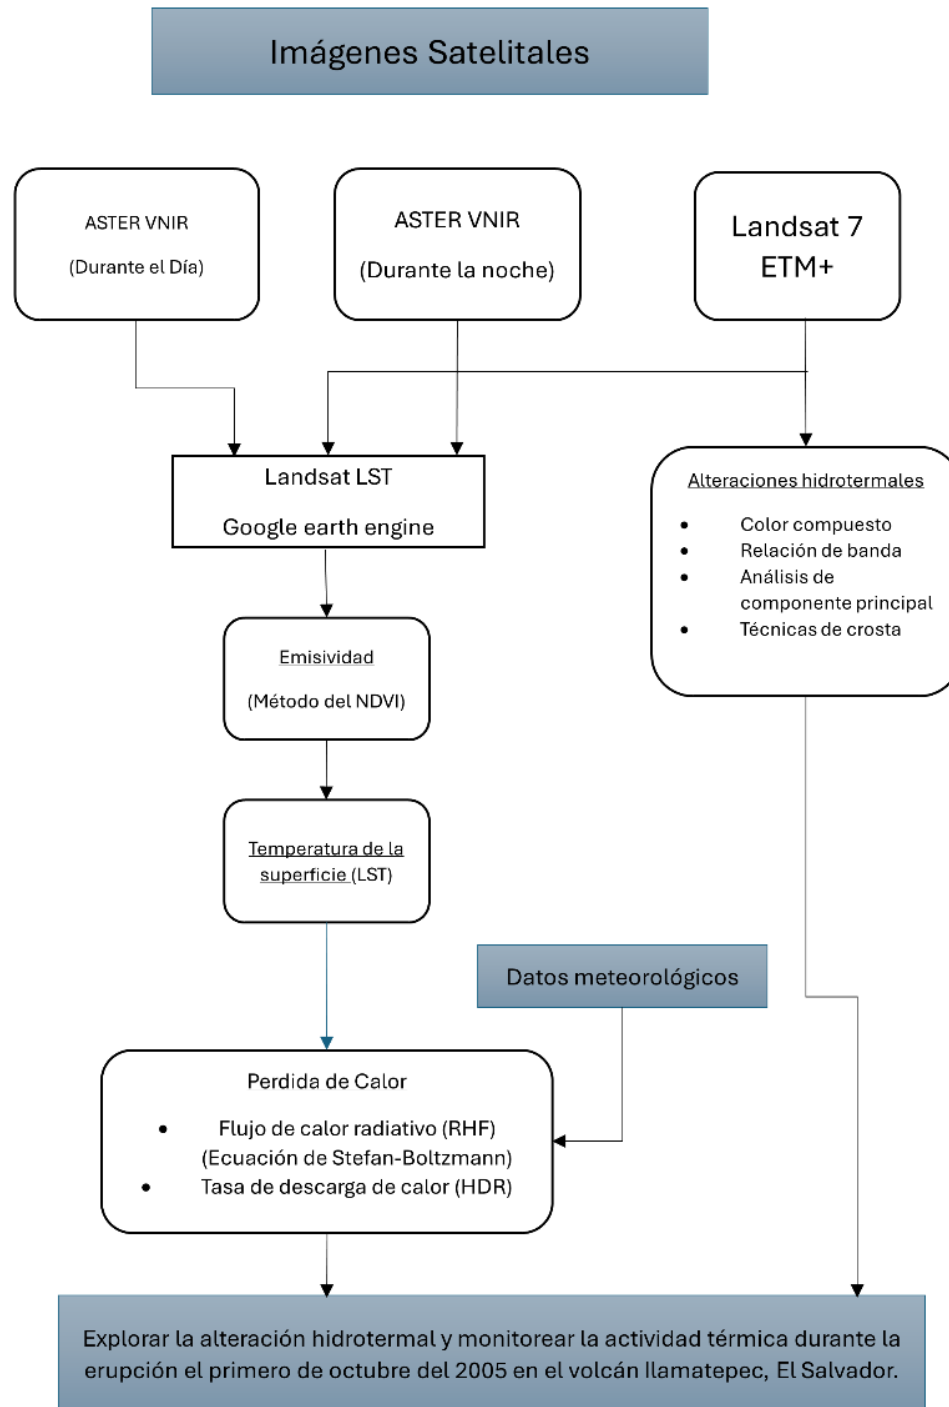 Imágenes Satelitales
ASTER VNIR
(Durante el Día)
ASTER VNIR
(Durante la noche)
Landsat 7
ETM+
Landsat LST
Google earth engine
Alteraciones hidrotermales
• Color compuesto
• Relación de banda
• Análisis de
componente principal
• Técnicas de crosta
Emisividad
(Método del NDVI)
Temperatura de la
superficie (LST)
Datos meteorológicos
Perdida de Calor
• Flujo de calor radiativo (RHF)
(Ecuación de Stefan-Boltzmann)
• Tasa de descarga de calor (HDR)
Explorar la alteración hidrotermal y monitorear la actividad térmica durante la
erupción el primero de octubre del 2005 en el volcán Ilamatepec, El Salvador.